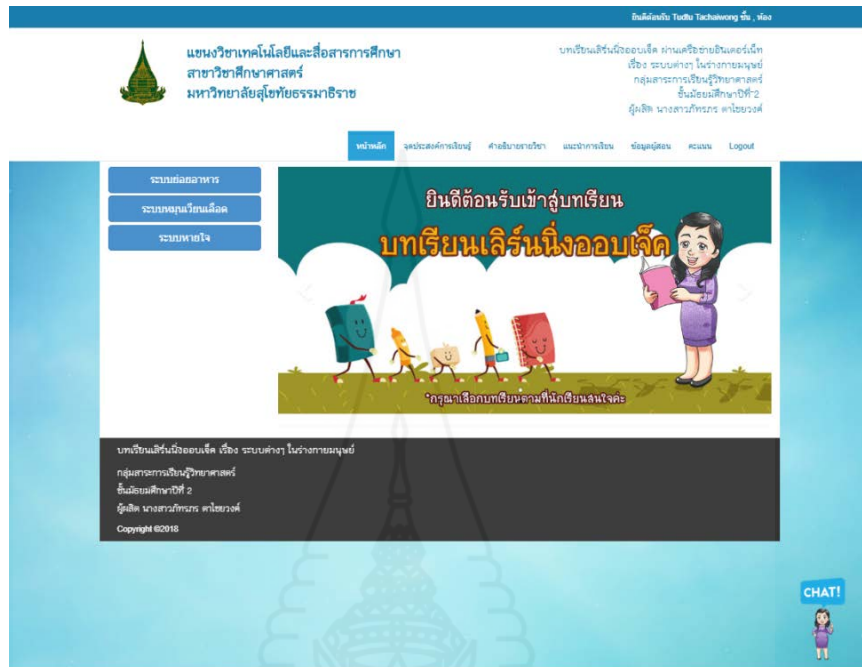 ยินดีต้อนรับ Tudtu Tachaiwong ชั้น , ห้อง
แขนงวิชาเทคโนโลยีและสื่อสารการศึกษา
สาขาวิชาศึกษาศาสตร์
มหาวิทยาลัยสุโขทัยธรรมาธิราช
บทเรียนเลิร์นนิ่งออบเจ็ค ผ่านเครือข่ายอินเตอร์เน็ท
เรื่อง ระบบต่างๆ ในร่างกายมนุษย์
กลุ่มสาระการเรียนรู้วิทยาศาสตร์
ชั้นมัธยมศึกษาปีที่ 2
ผู้ผลิต นางสาวภัทรภร ตาไชยวงศ์
หน้าหลัก จุดประสงค์การเรียนรู้ คำอธิบายรายวิชา แนะนำการเรียน ข้อมูลผู้สอน คะแนน Logout
ระบบย่อยอาหาร
ระบบหมุนเวียนเลือด
ระบบหายใจ
ยินดีต้อนรับเข้าสู่บทเรียน
บทเรียนเลิร์นนิ่งออบเจ็ค
*กรุณาเลือกบทเรียนตามที่นักเรียนสนใจค่ะ
บทเรียนเลิร์นนิ่งออบเจ็ค เรื่อง ระบบต่างๆ ในร่างกายมนุษย์
กลุ่มสาระการเรียนรู้วิทยาศาสตร์
ชั้นมัธยมศึกษาปีที่ 2
ผู้ผลิต นางสาวภัทรภร ตาไชยวงศ์
Copyright ©2018
CHAT!